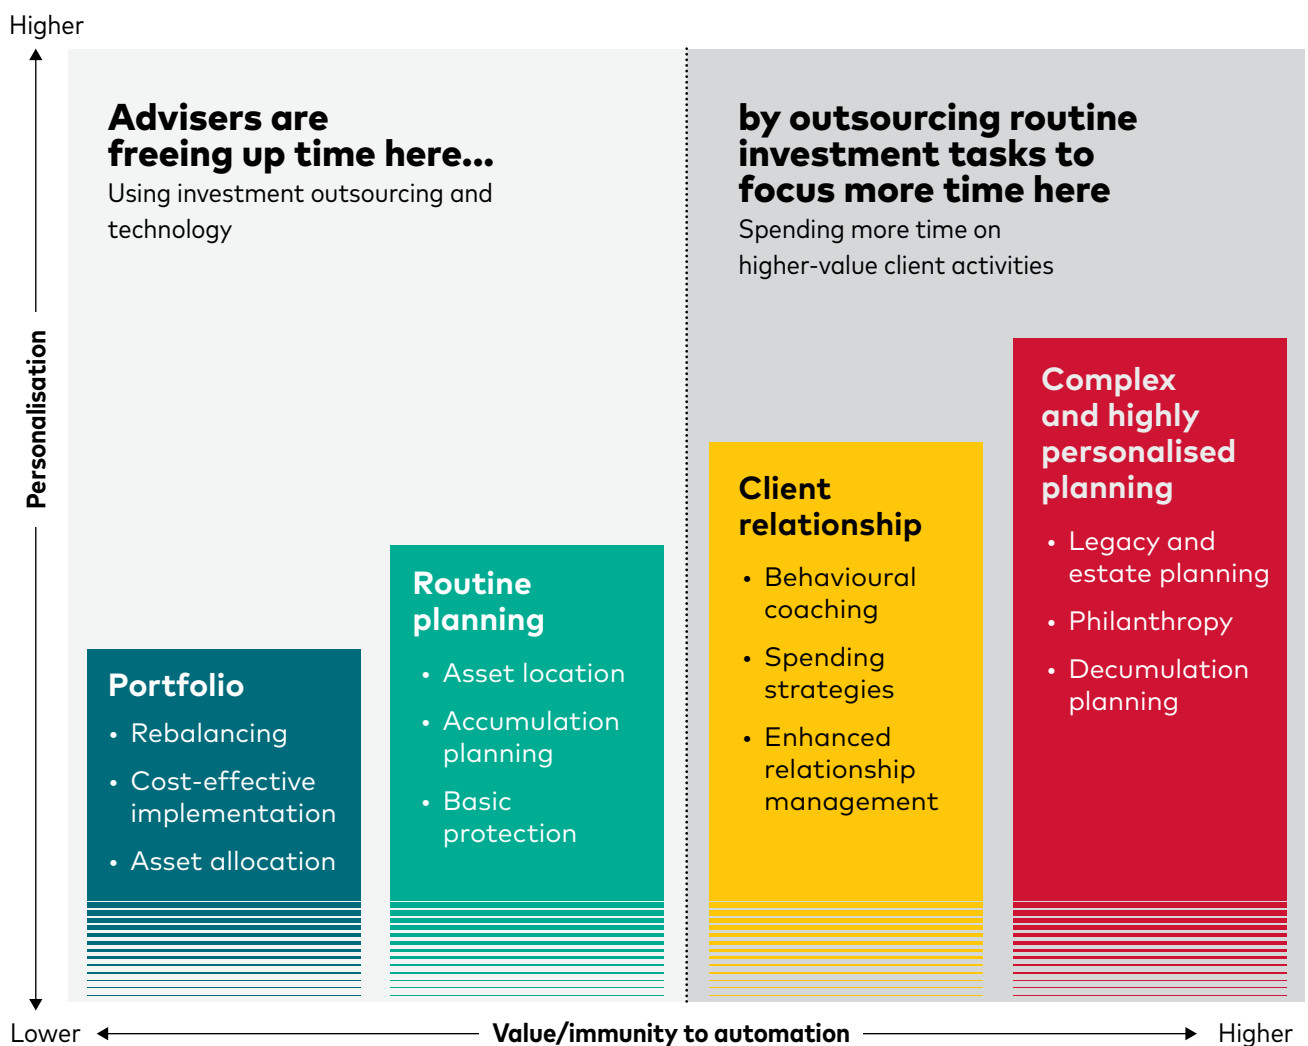 Higher
Personalisation
Advisers are
freeing up time here...
Using investment outsourcing and
technology
by outsourcing routine
investment tasks to
focus more time here
Spending more time on
higher-value client activities
Portfolio
• Rebalancing
• Cost-effective
implementation
• Asset allocation
Routine
planning
• Asset location
• Accumulation
planning
• Basic
protection
Client
relationship
• Behavioural
coaching
• Spending
strategies
• Enhanced
relationship
management
Complex
and highly
personalised
planning
• Legacy and
estate planning
• Philanthropy
• Decumulation
planning
Lower
Value/immunity to automation
Higher